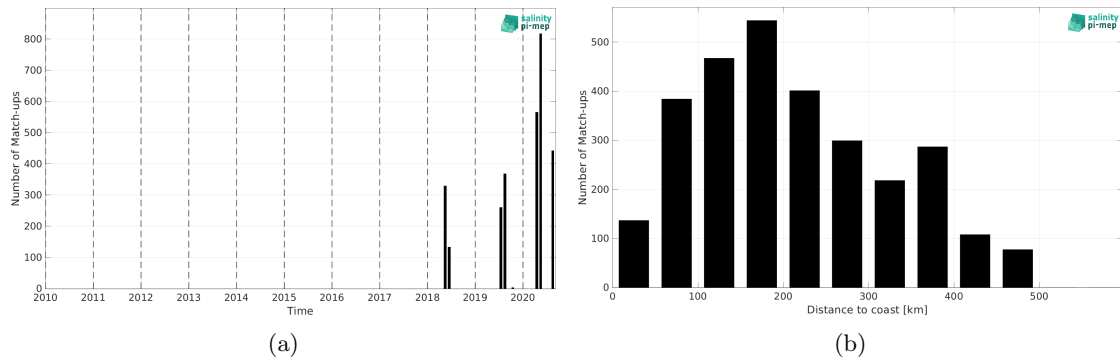 salinity
pi-mep
Number of Match-ups
800
700
600
500
400
300
200
100
0
2010 2011 2012 2013 2014 2015 2016 2017 2018 2019 2020
Time
(a)
salinity
pi-mep
Number of Match-ups
500
400
300
200
100
0
0 100 200 300 400 500
Distance to coast [km]
(b)